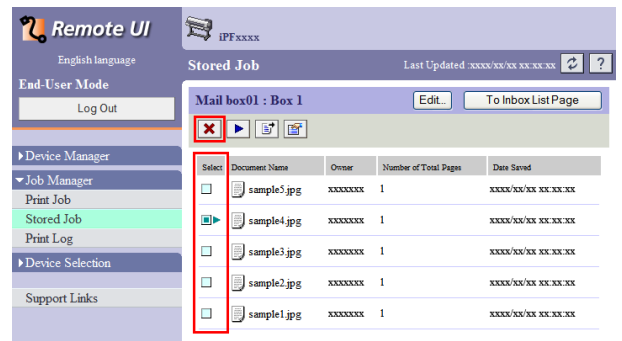 Remote UI
English language
End-User Mode
Log Out
Device Manager
Job Manager
Print Job
Stored Job
Print Log
Device Selection
Support Links
iPFxxxx
Stored Job Last Updated :xxxx/xx/xx xx:xx:xx ?
Mail box01 : Box 1 Edit... To Inbox List Page
Select Document Name Owner Number of Total Pages Date Saved
sample5.jpg xxxxxxx 1 xxxx/xx/xx xx:xx:xx
sample4.jpg xxxxxxx 1 xxxx/xx/xx xx:xx:xx
sample3.jpg xxxxxxx 1 xxxx/xx/xx xx:xx:xx
sample2.jpg xxxxxxx 1 xxxx/xx/xx xx:xx:xx
sample1.jpg xxxxxxx 1 xxxx/xx/xx xx:xx:xx